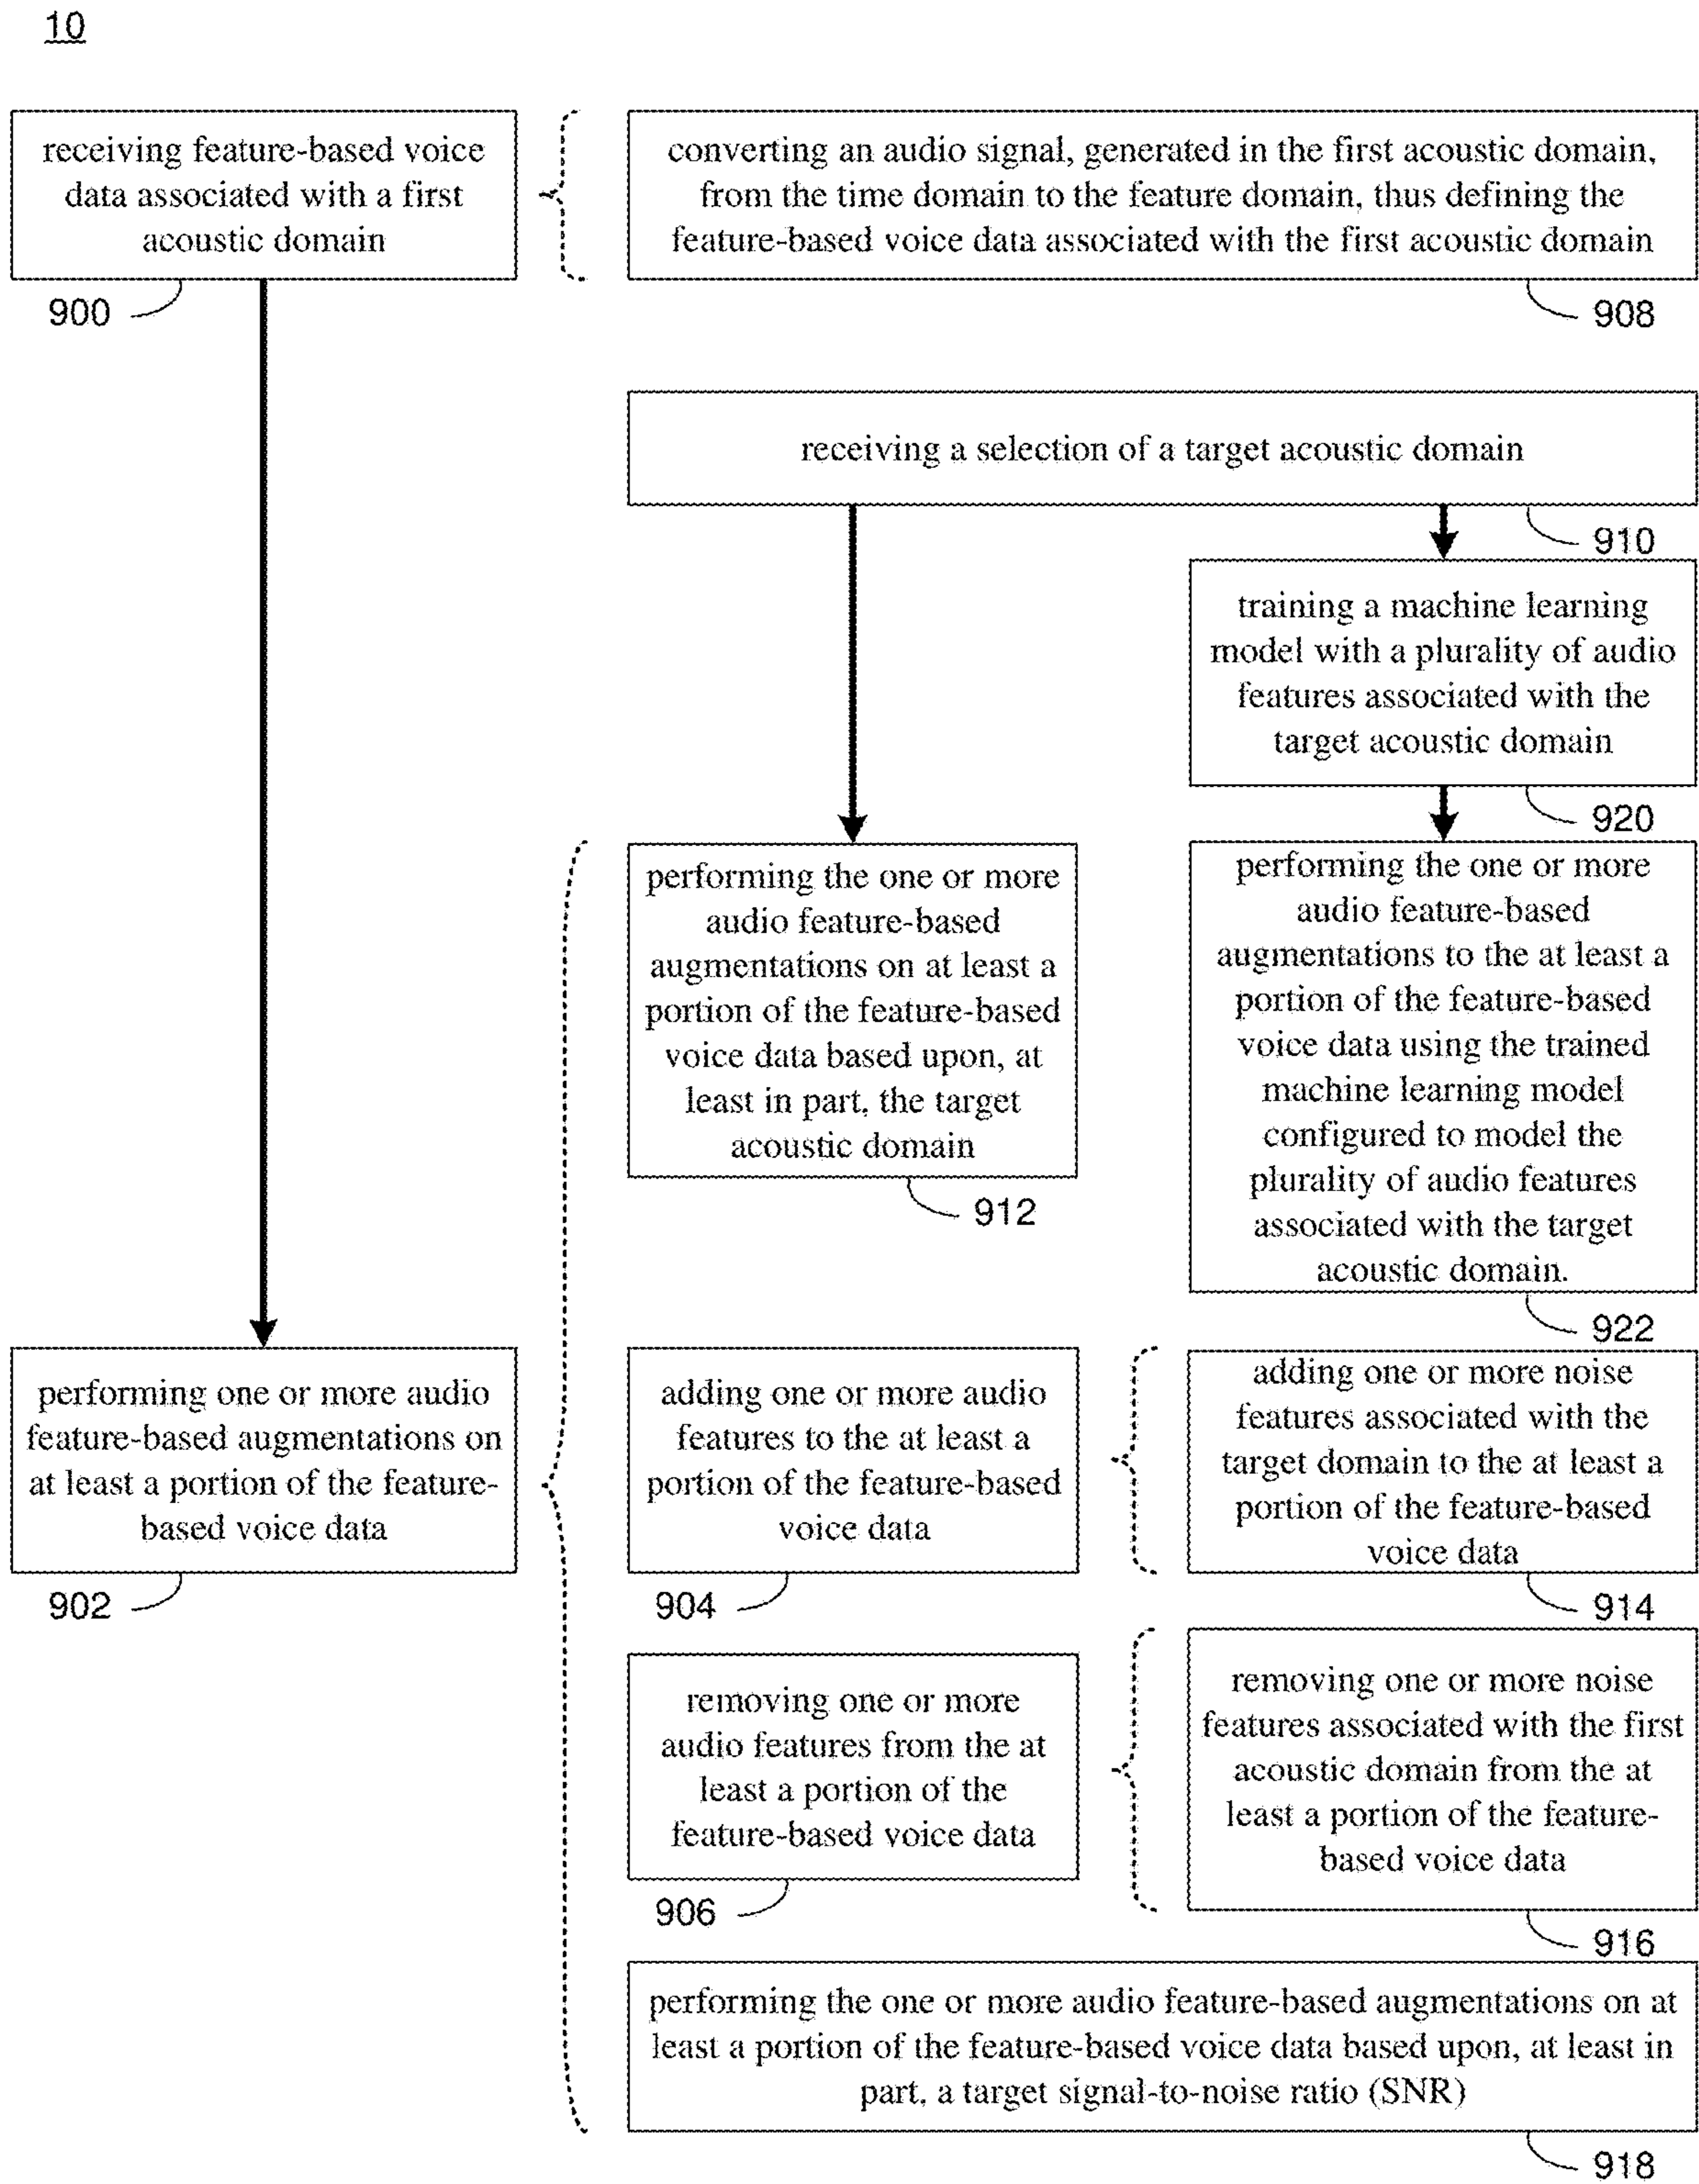 10
receiving feature-based voice
data associated with a first
acoustic domain
900
converting an audio signal, generated in the first acoustic domain,
from the time domain to the feature domain, thus defining the
feature-based voice data associated with the first acoustic domain
908
receiving a selection of a target acoustic domain
910
training a machine learning
model with a plurality of audio
features associated with the
target acoustic domain
920
performing the one or more
audio feature-based
augmentations on at least a
portion of the feature-based
voice data based upon, at
least in part, the target
acoustic domain
912
performing the one or more
audio feature-based
augmentations to the at least a
portion of the feature-based
voice data using the trained
machine learning model
configured to model the
plurality of audio features
associated with the target
acoustic domain.
922
performing one or more audio
feature-based augmentations on
at least a portion of the feature-
based voice data
902
adding one or more audio
features to the at least a
portion of the feature-based
voice data
904
adding one or more noise
features associated with the
target domain to the at least a
portion of the feature-based
voice data
914
removing one or more
audio features from the at
least a portion of the
feature-based voice data
906
removing one or more noise
features associated with the first
acoustic domain from the at
least a portion of the feature-
based voice data
916
performing the one or more audio feature-based augmentations on at
least a portion of the feature-based voice data based upon, at least in
part, a target signal-to-noise ratio (SNR)
918